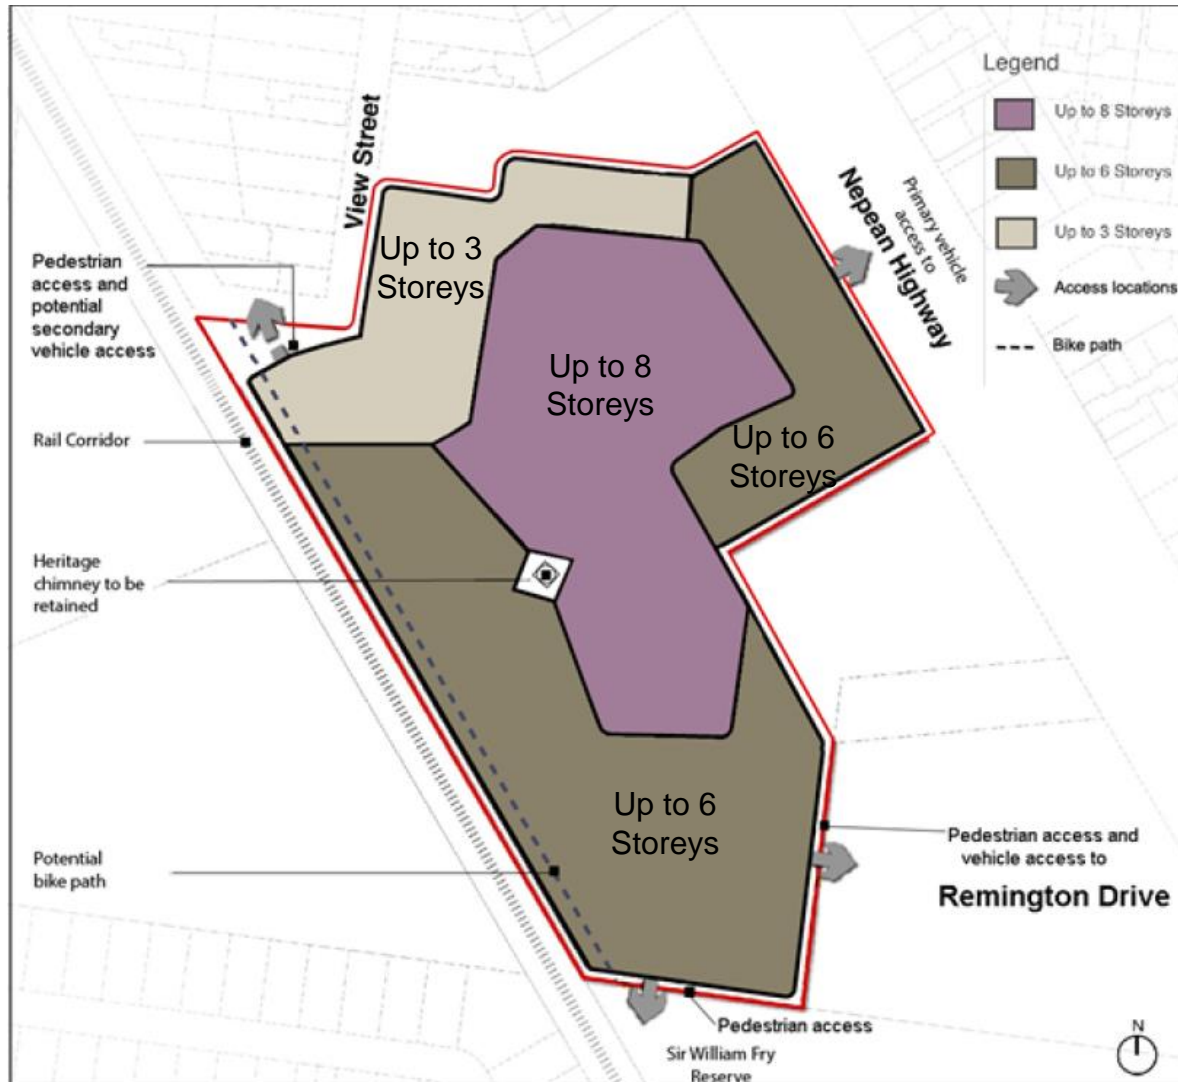 Legend
Up to 8 Storeys
Up to 6 Storeys
Up to 3 Storeys
Access locations
Bike path
View Street
Nepean Highway
Primary vehicle
access to
Up to 3
Storeys
Pedestrian
access and
potential
secondary
vehicle access
Up to 8
Storeys
Rail Corridor
Up to 6
Storeys
Heritage
chimney to be
retained
Up to 6
Storeys
Potential
bike path
Pedestrian access and
vehicle access to
Remington Drive
Pedestrian access
Sir William Fry
Reserve
N